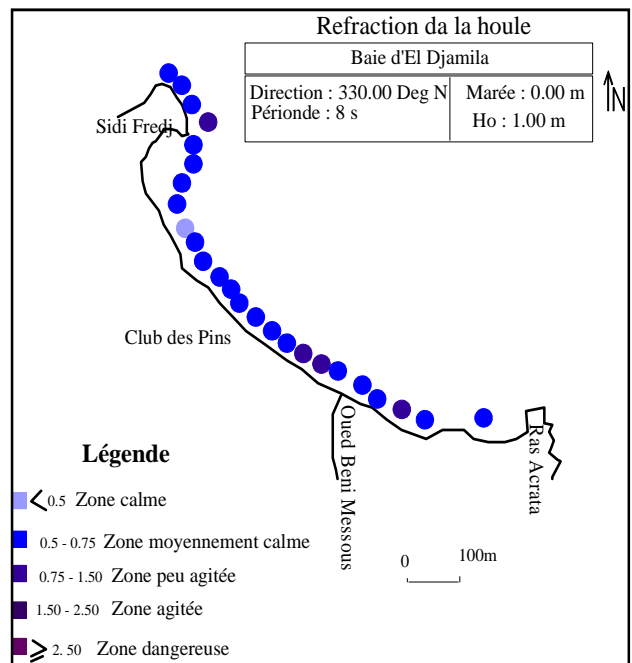 Refraction da la houle
Baie d'El Djamila
Direction : 330.00 Deg N
Périonde : 8 s
Marée : 0.00 m
Ho : 1.00 m
N
Sidi Fredj
Club des Pins
Oued Beni Messous
Ras Acrata
Légende
< 0.5 Zone calme
0.5 - 0.75 Zone moyennement calme
0.75 - 1.50 Zone peu agitée
1.50 - 2.50 Zone agitée
⩾ 2. 50 Zone dangereuse
0 100m